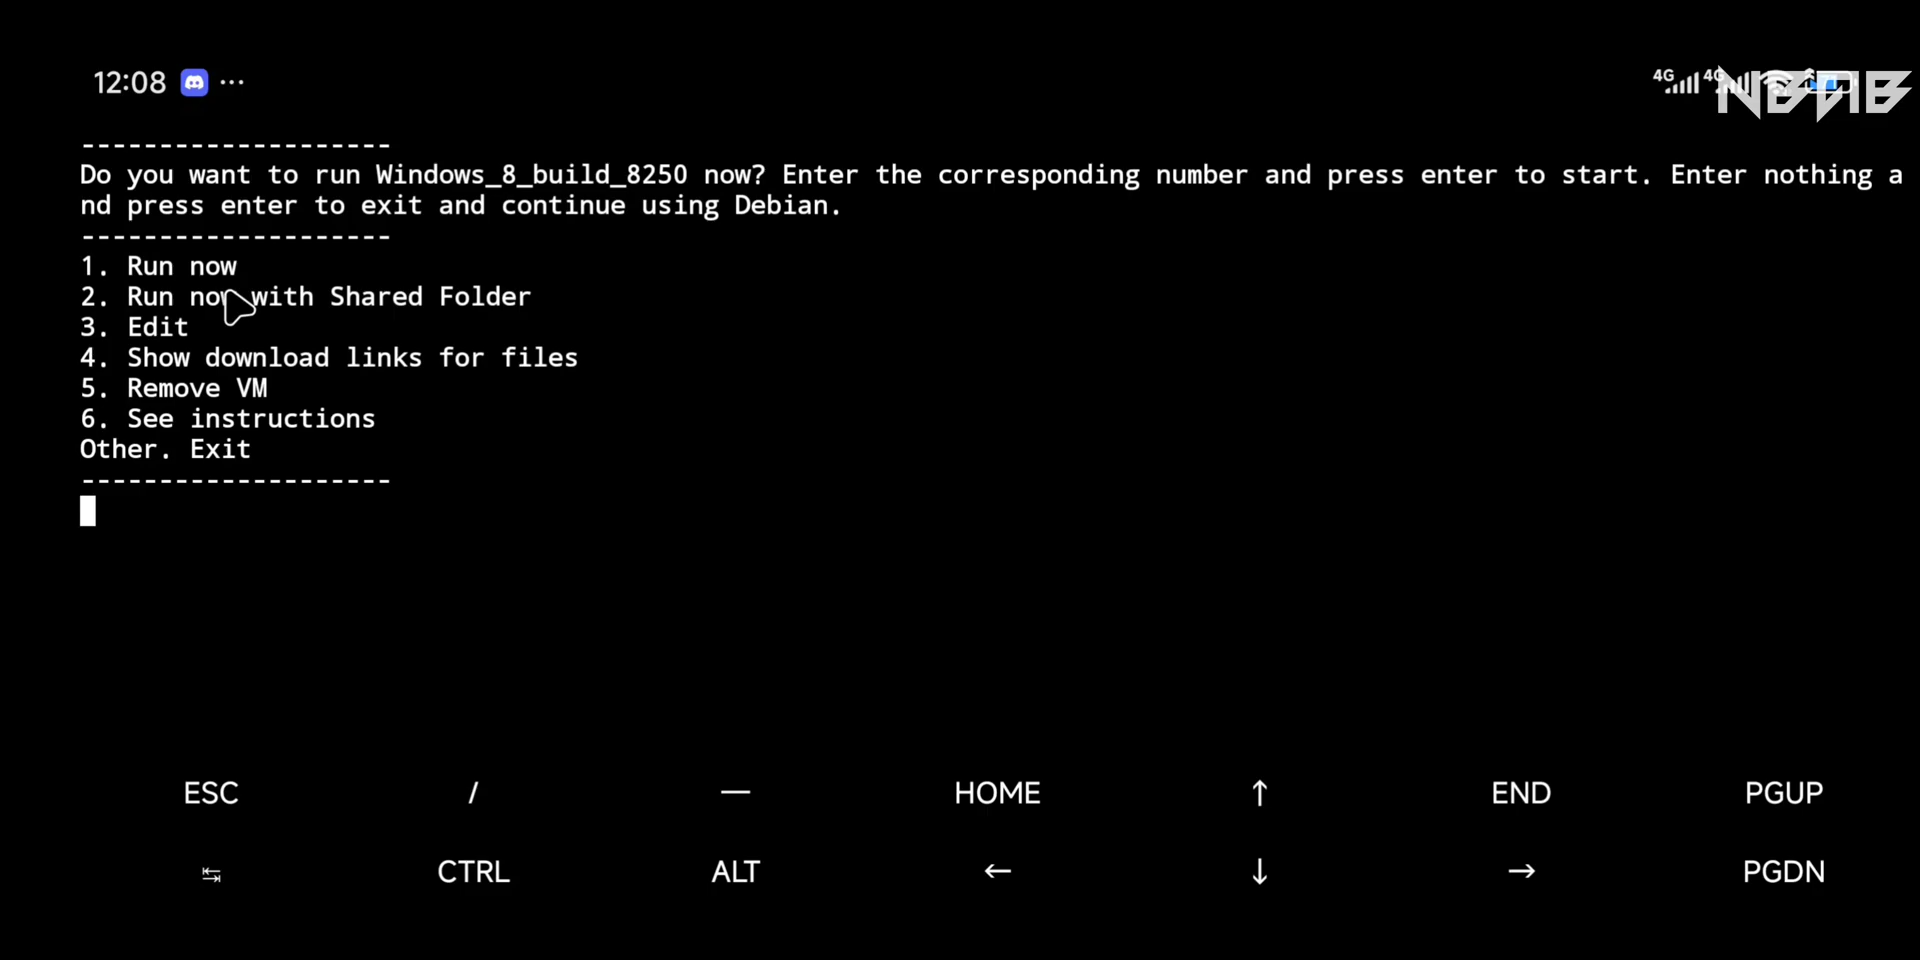 12:08 ...
4G 4G NBAB
--------------------
Do you want to run Windows_8_build_8250 now? Enter the corresponding number and press enter to start. Enter nothing a
nd press enter to exit and continue using Debian.
--------------------
1. Run now
2. Run now with Shared Folder
3. Edit
4. Show download links for files
5. Remove VM
6. See instructions
Other. Exit
--------------------
ESC / — HOME ↑ END PGUP
↹ CTRL ALT ← ↓ → PGDN